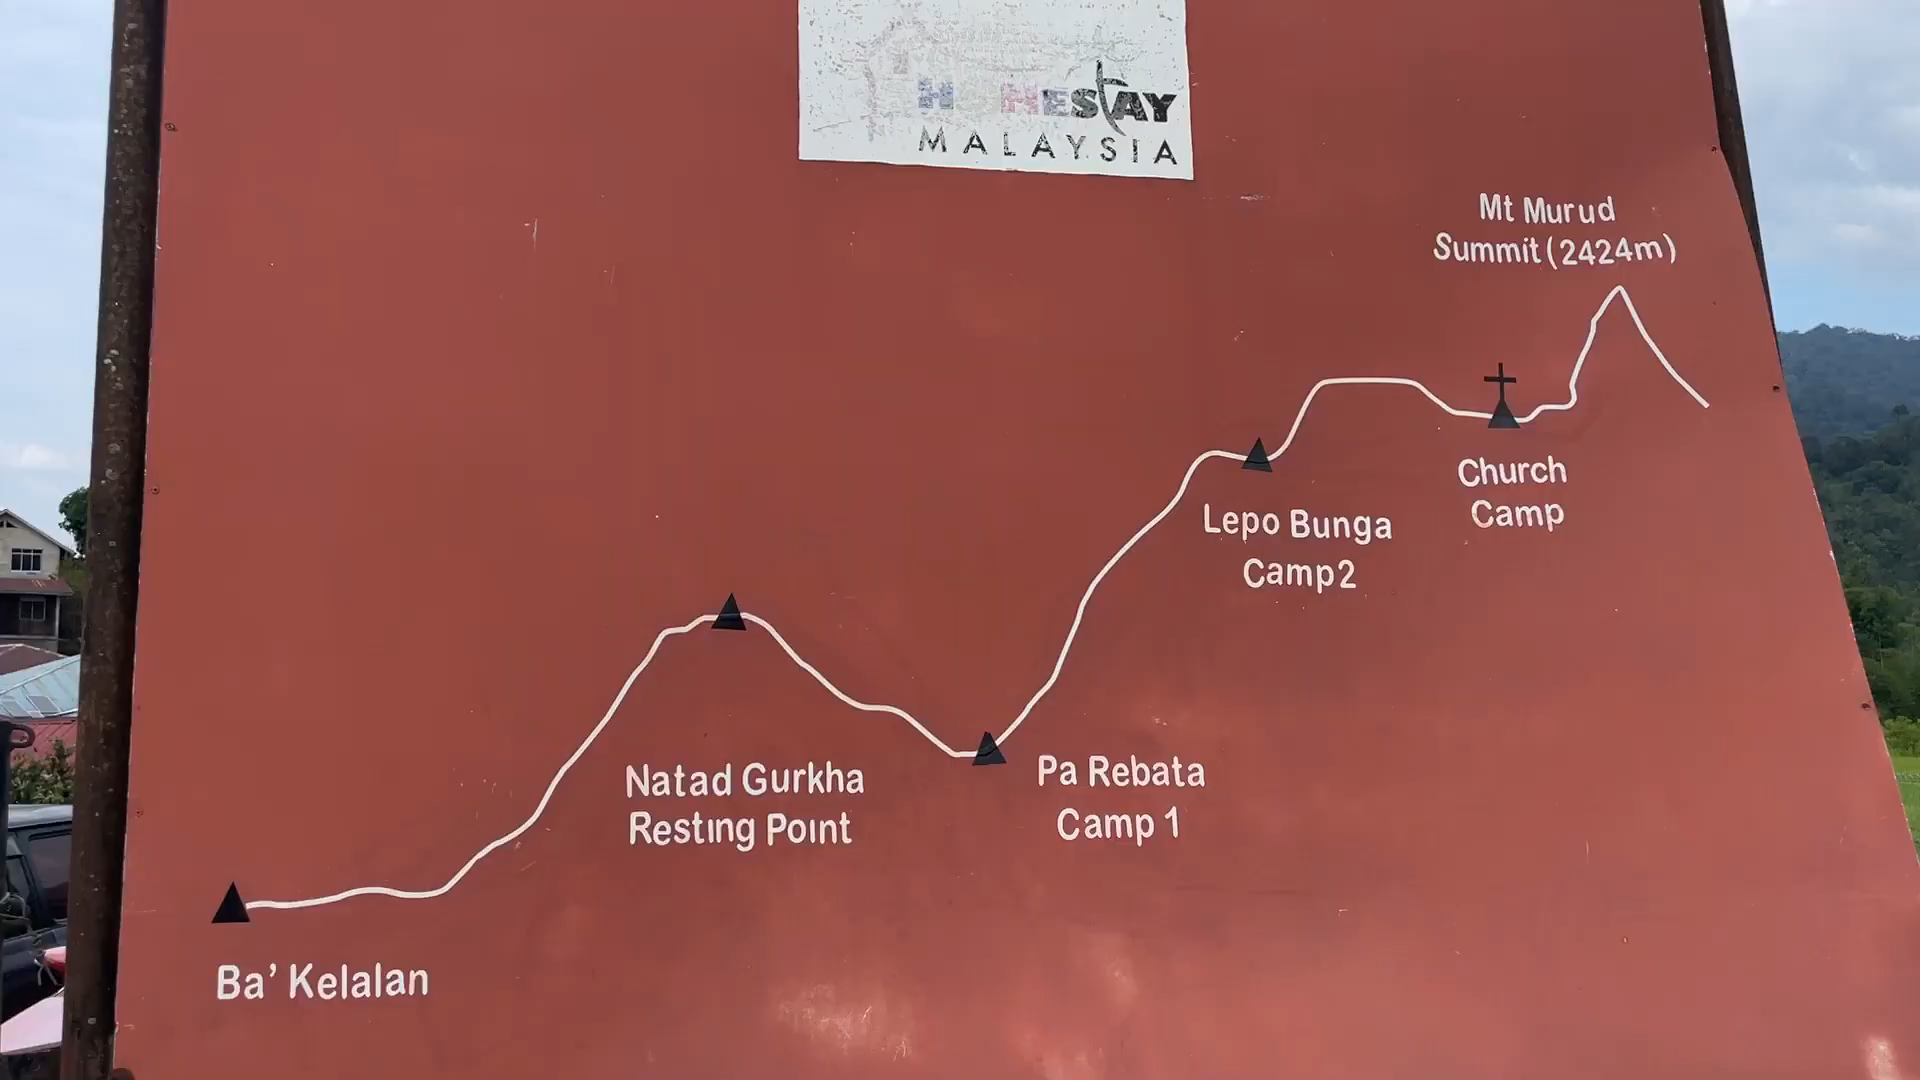 HOMESTAY
MALAYSIA
Mt Murud
Summit (2424m)
Church
Camp
Lepo Bunga
Camp2
Natad Gurkha
Resting Point
Pa Rebata
Camp 1
Ba' Kelalan